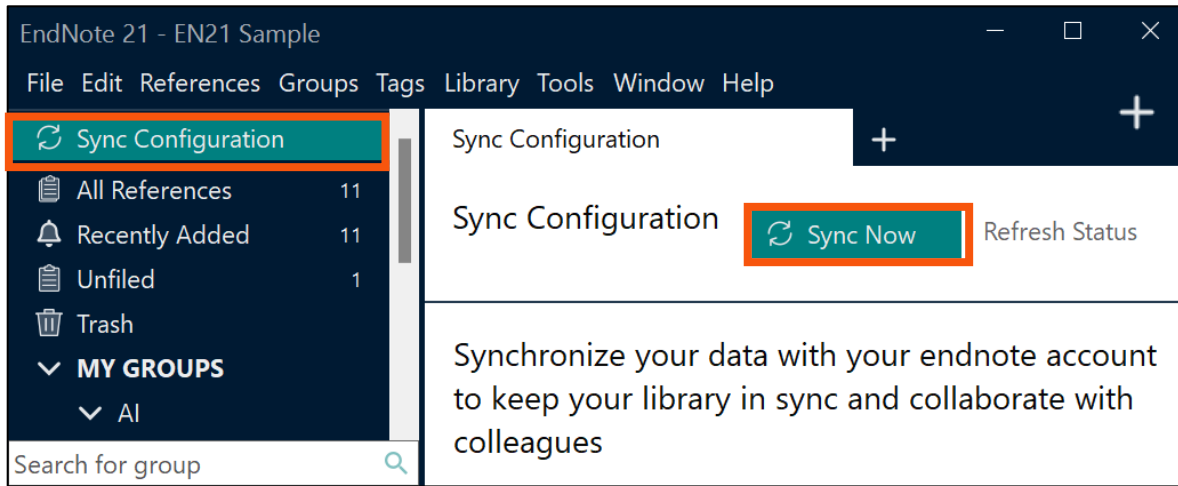 EndNote 21 - EN21 Sample
File Edit References Groups Tags Library Tools Window Help
Sync Configuration
All References 11
Recently Added 11
Unfiled 1
Trash
MY GROUPS
AI
Search for group
Sync Configuration
Sync Configuration Sync Now Refresh Status
Synchronize your data with your endnote account
to keep your library in sync and collaborate with
colleagues